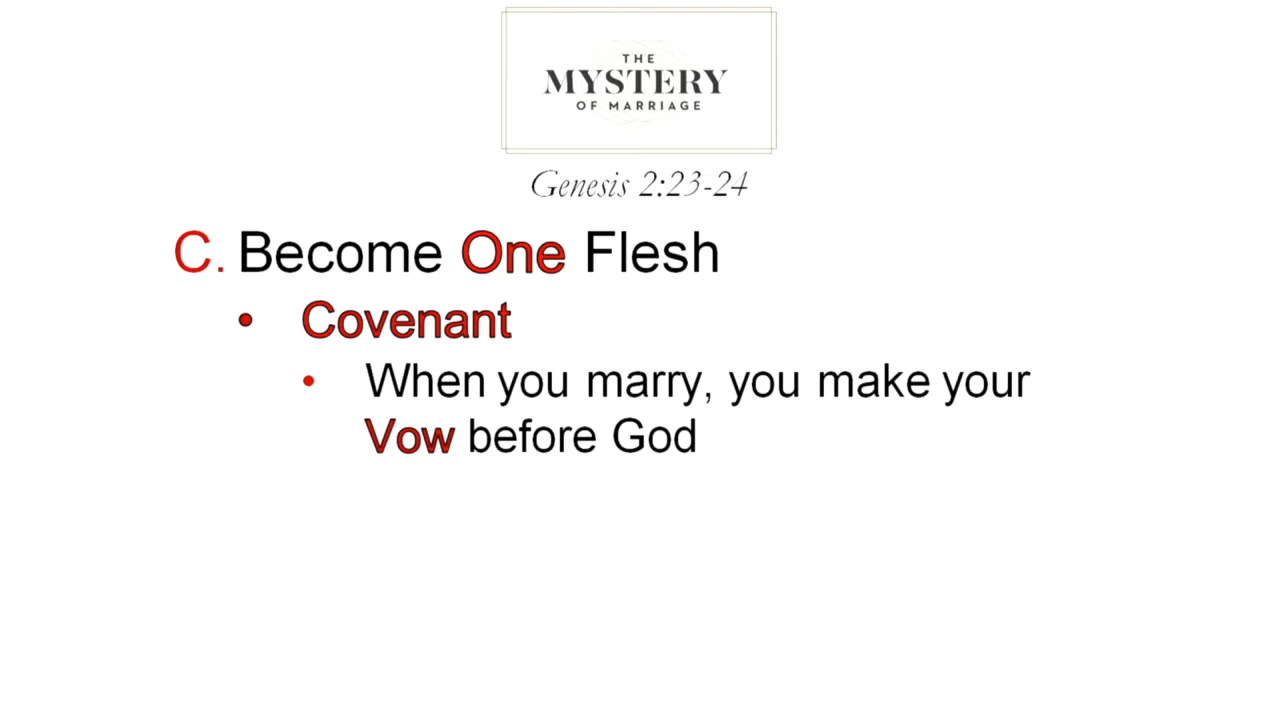 THE
MYSTERY
OF MARRIAGE
Genesis 2:23-24
C. Become One Flesh
• Covenant
• When you marry, you make your
Vow before God